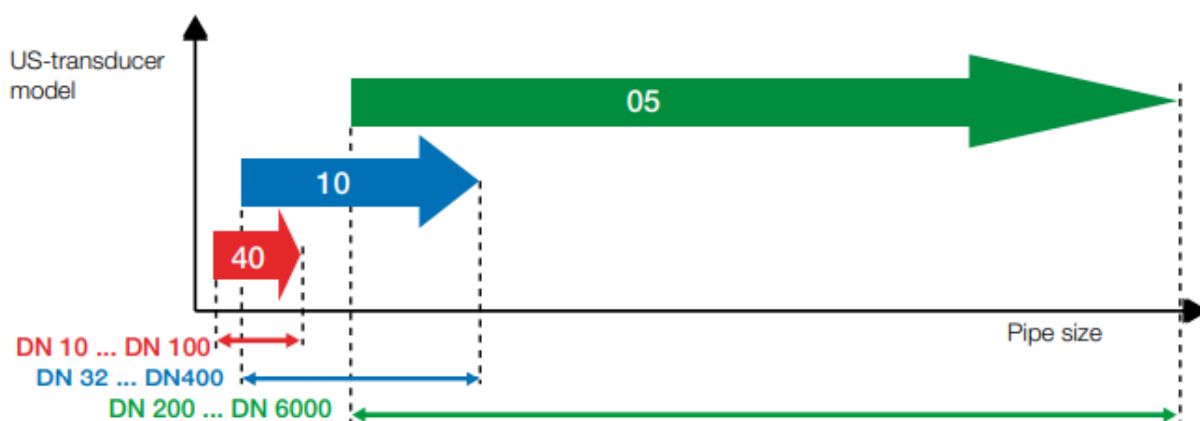 US-transducer
model
05
10
40
Pipe size
DN 10 ... DN 100
DN 32 ... DN400
DN 200 ... DN 6000